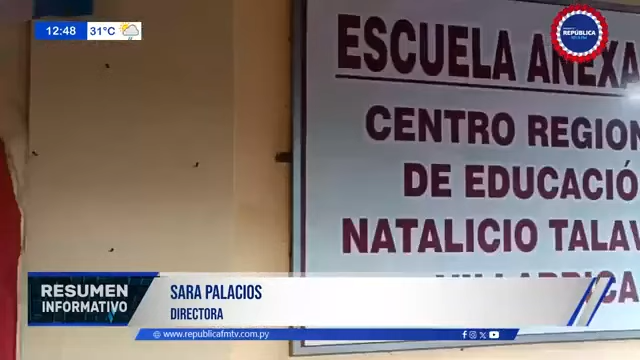 12:48 31°C
REPÚBLICA
ESCUELA ANEXA
CENTRO REGION
DE EDUCACIÓ
NATALICIO TALAV
RESUMEN
INFORMATIVO
SARA PALACIOS
DIRECTORA
www.republicafmtv.com.py